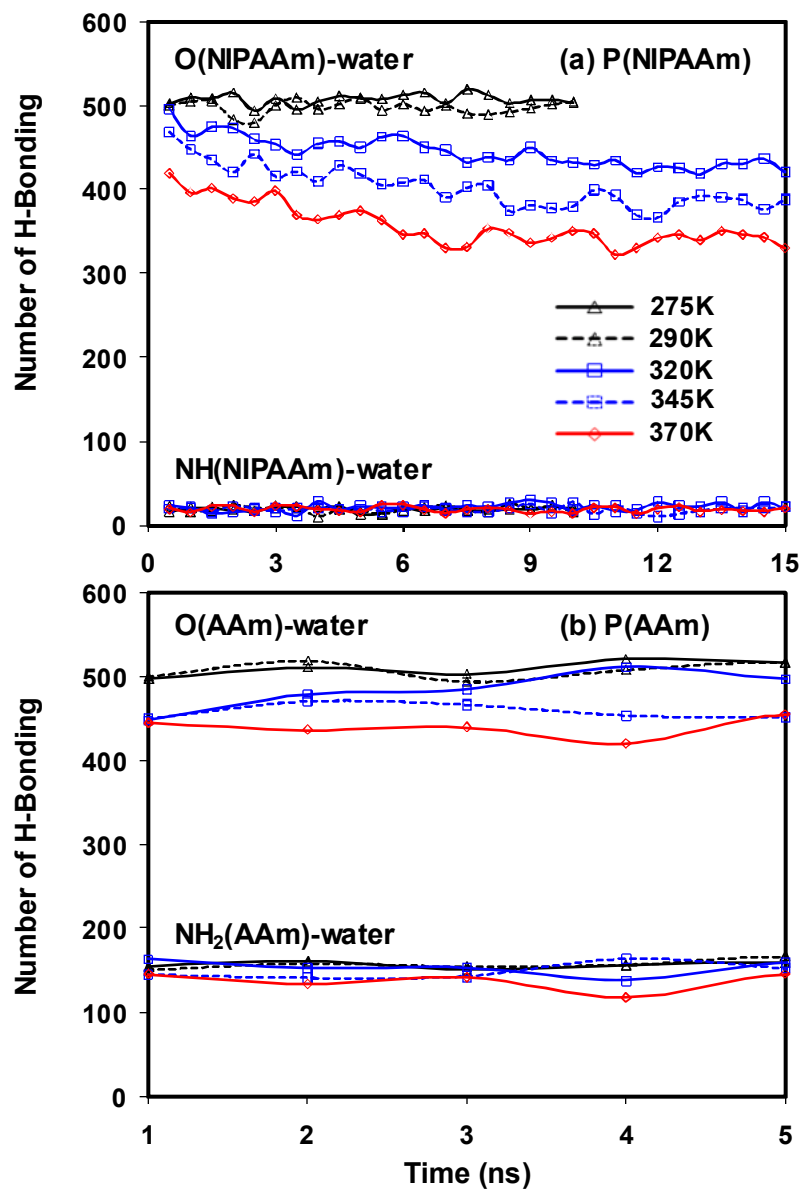 600
O(NIPAAm)-water (a) P(NIPAAm)
500
400
300
275K
290K
200
320K
345K
100
370K
NH(NIPAAm)-water
0
0 3 6 9 12 15
Number of H-Bonding
600
O(AAm)-water (b) P(AAm)
500
400
300
200
NH₂(AAm)-water
100
0
1 2 3 4 5
Number of H-Bonding
Time (ns)